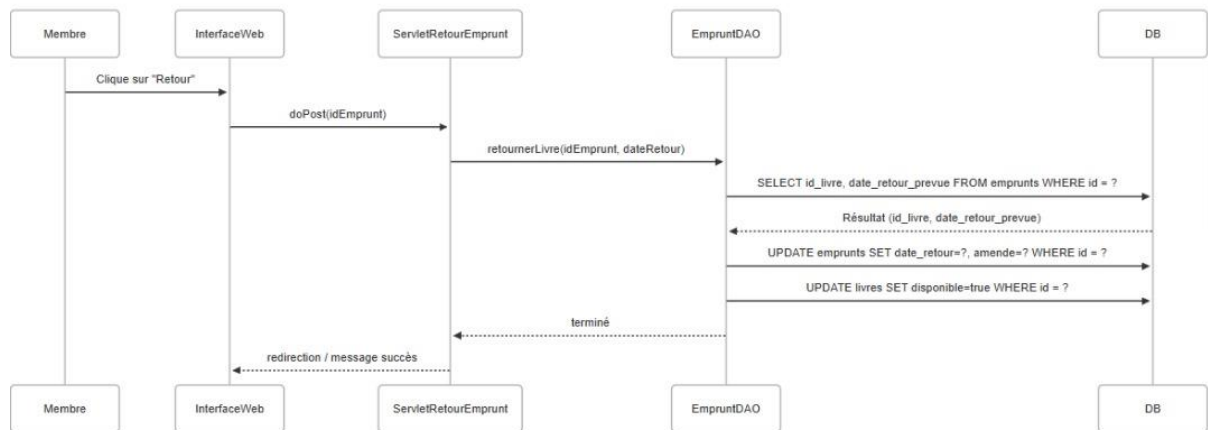 Membre
InterfaceWeb
ServletRetourEmprunt
EmpruntDAO
DB
Clique sur "Retour"
doPost(idEmprunt)
retournerLivre(idEmprunt, dateRetour)
SELECT id_livre, date_retour_prevue FROM emprunts WHERE id = ?
Résultat (id_livre, date_retour_prevue)
UPDATE emprunts SET date_retour=?, amende=? WHERE id = ?
UPDATE livres SET disponible=true WHERE id = ?
terminé
redirection / message succès
Membre
InterfaceWeb
ServletRetourEmprunt
EmpruntDAO
DB